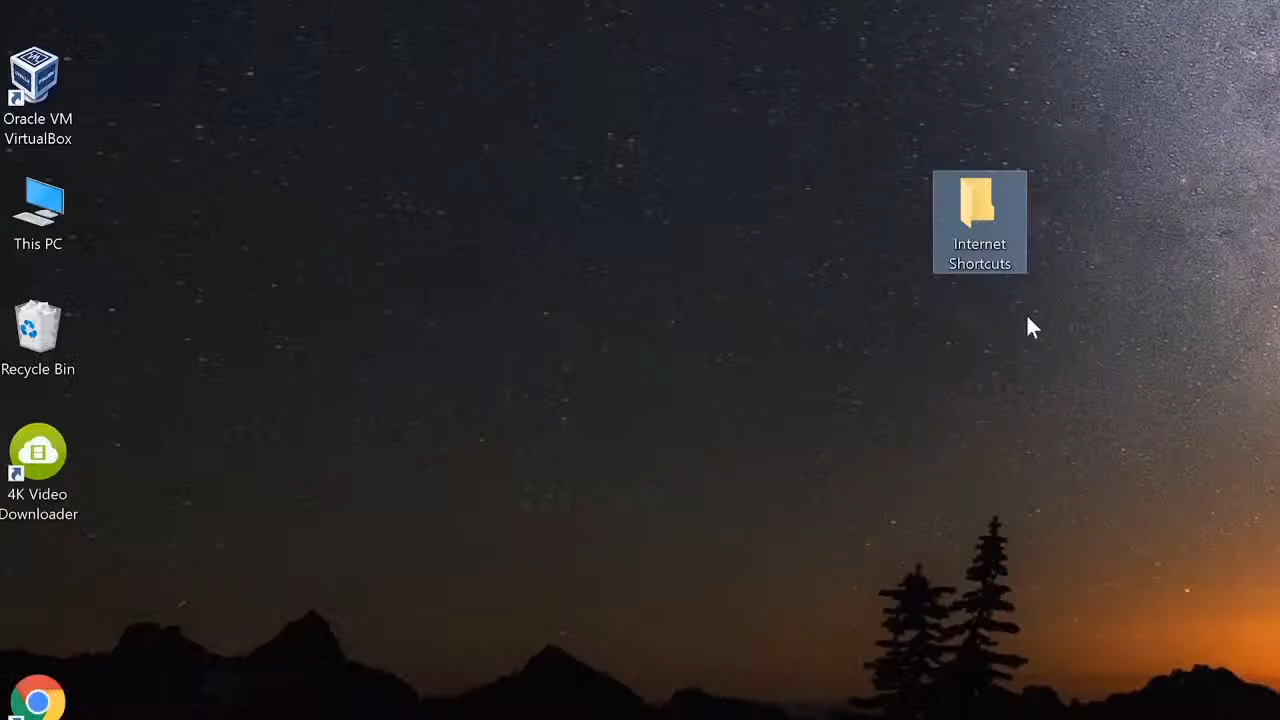 Oracle VM
VirtualBox
This PC
Recycle Bin
4K Video
Downloader
Internet
Shortcuts